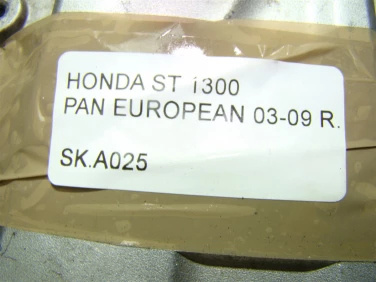 HONDA ST 1300
PAN EUROPEAN 03-09 R.
SK.A025